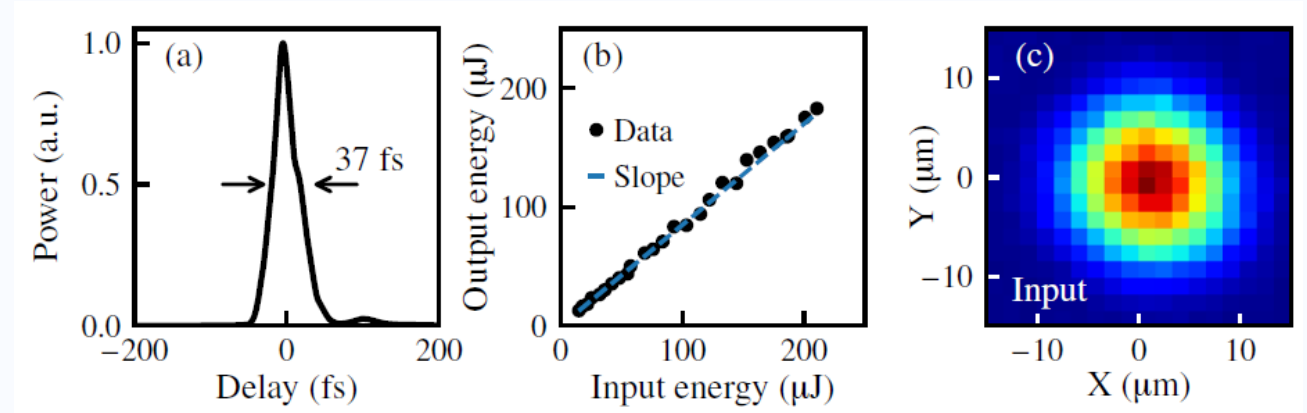 (a)
37 fs
1.0
0.5
0.0
Power (a.u.)
−200
0
200
Delay (fs)
(b)
Data
Slope
200
100
0
Output energy (μJ)
0
100
200
Input energy (μJ)
(c)
Input
10
0
−10
Y (μm)
−10
0
10
X (μm)